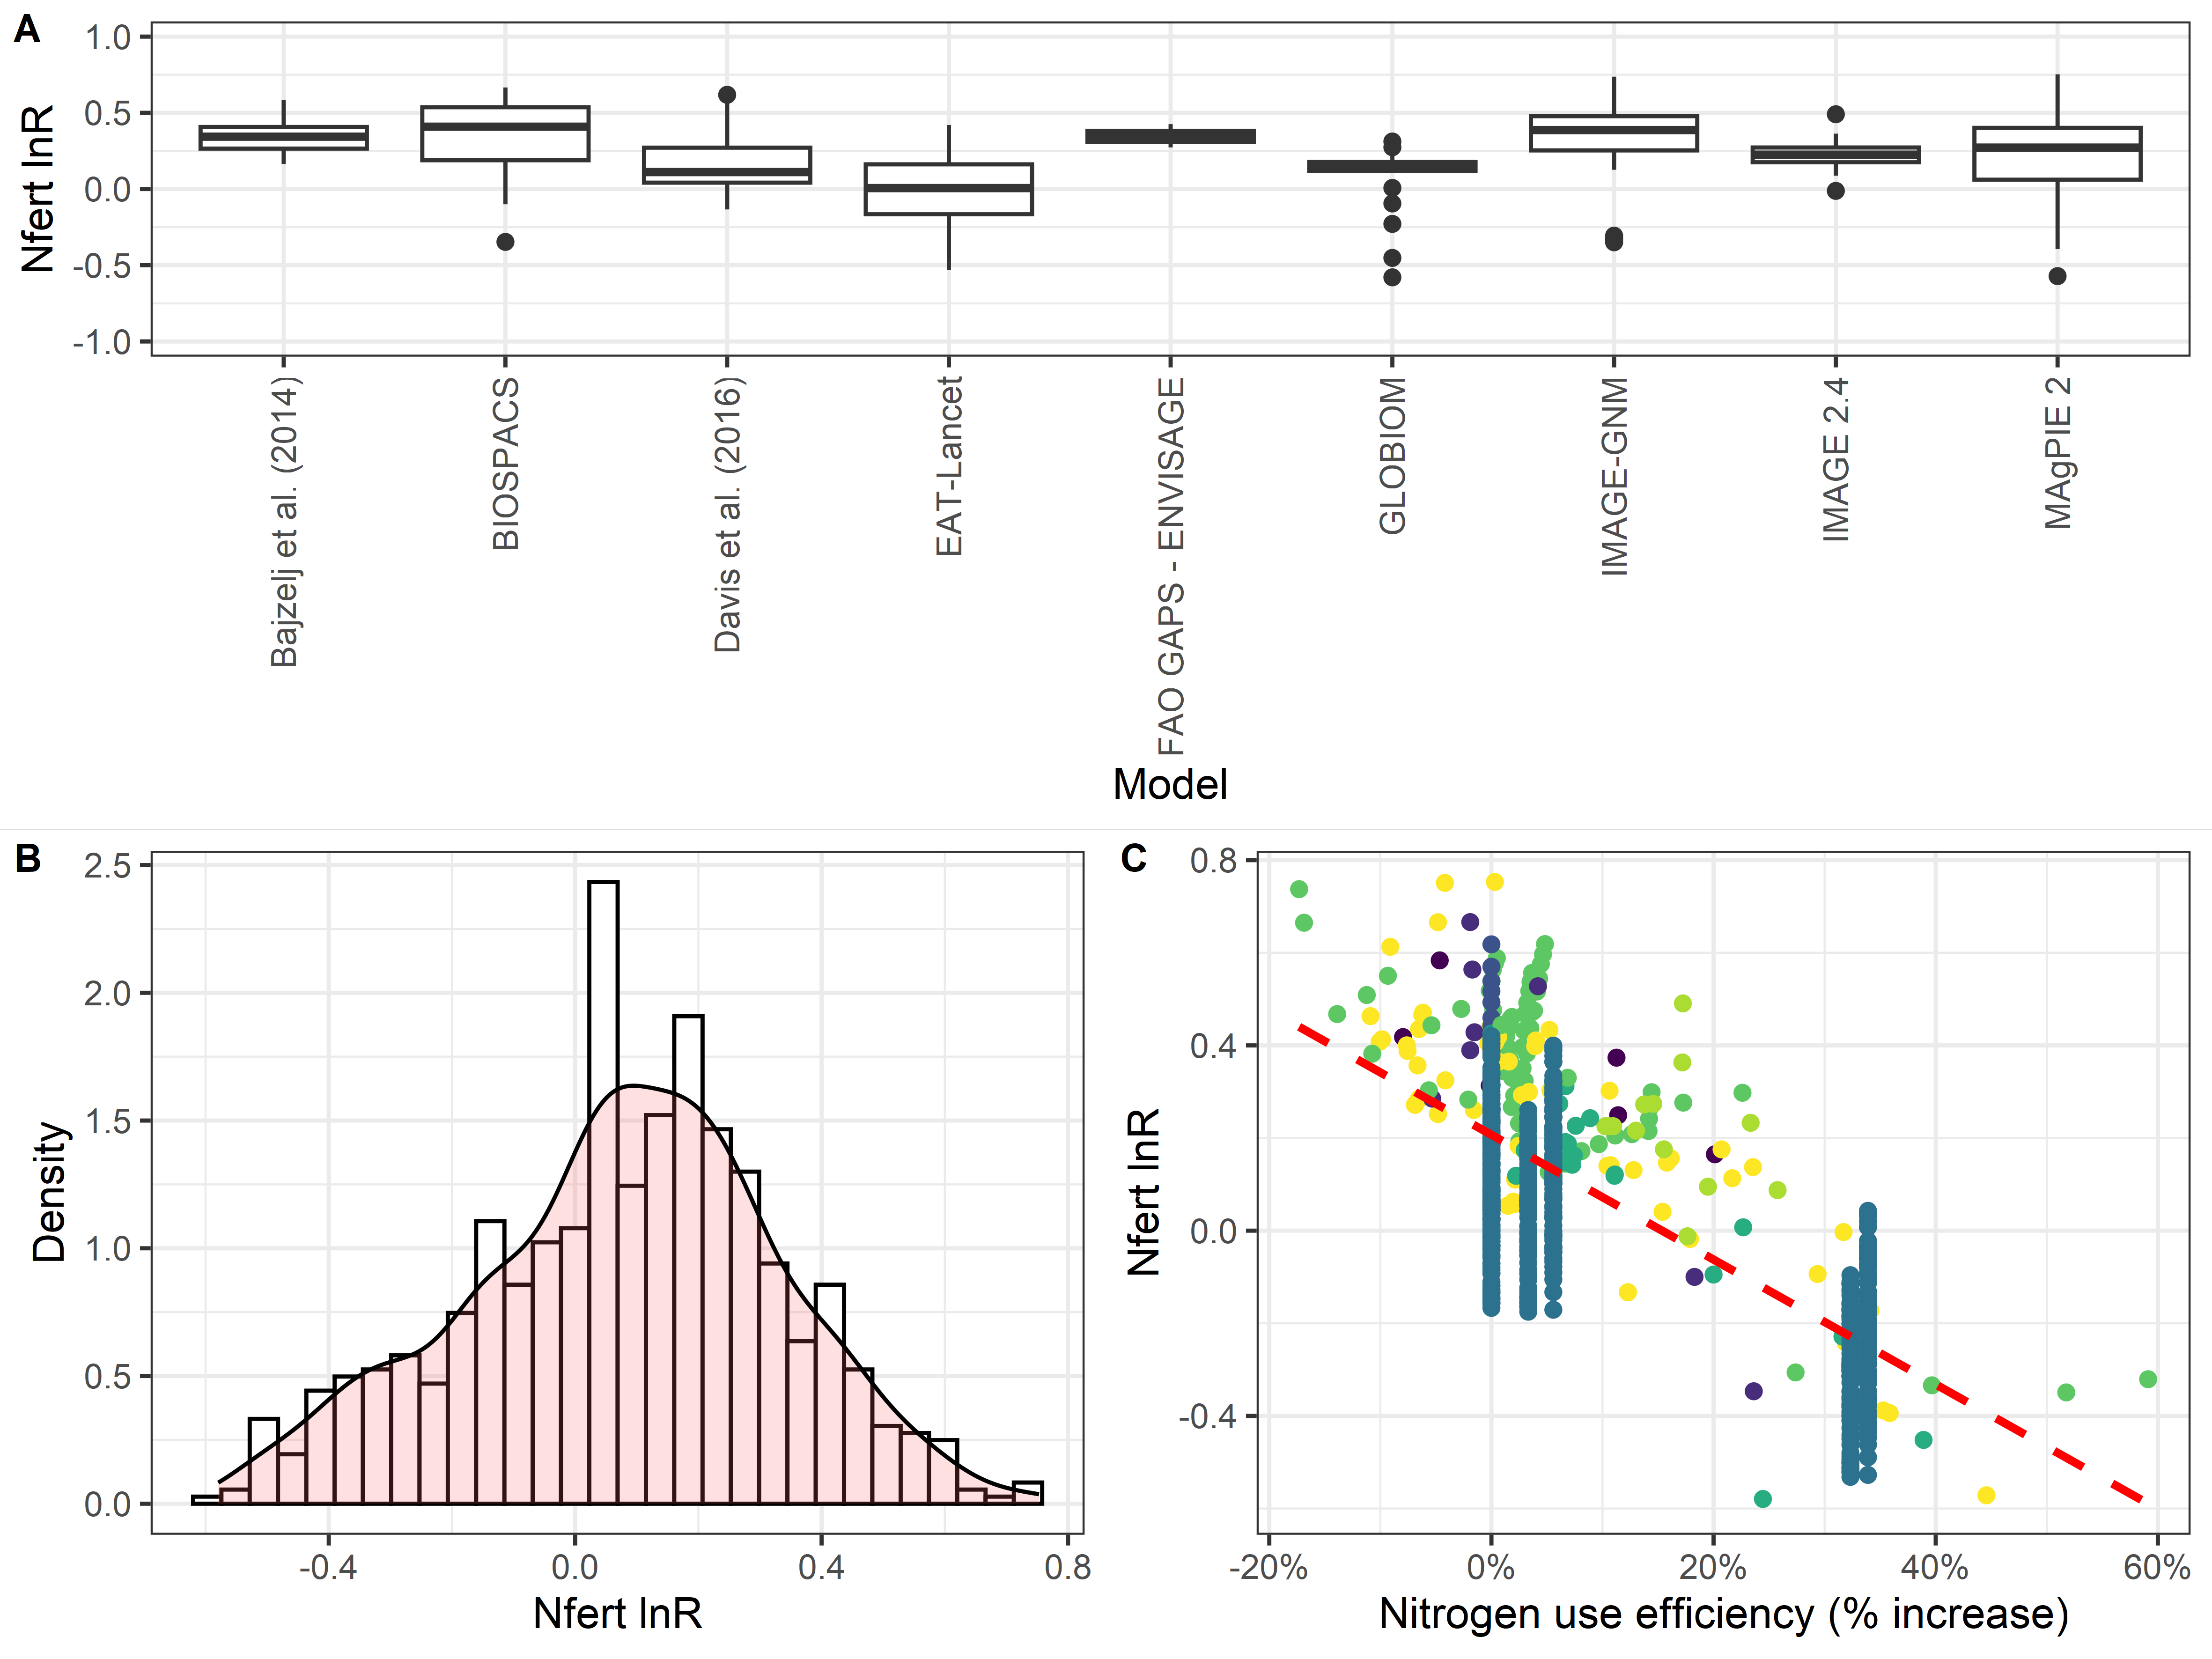 A
Nfert lnR
1.0
0.5
0.0
-0.5
-1.0
Bajzelj et al. (2014)
BIOSPACS
Davis et al. (2016)
EAT-Lancet
FAO GAPS - ENVISAGE
GLOBIOM
IMAGE-GNM
IMAGE 2.4
MAgPIE 2
Model
B
Density
2.5
2.0
1.5
1.0
0.5
0.0
-0.4
0.0
0.4
0.8
Nfert lnR
C
Nfert lnR
0.8
0.4
0.0
-0.4
-20%
0%
20%
40%
60%
Nitrogen use efficiency (% increase)